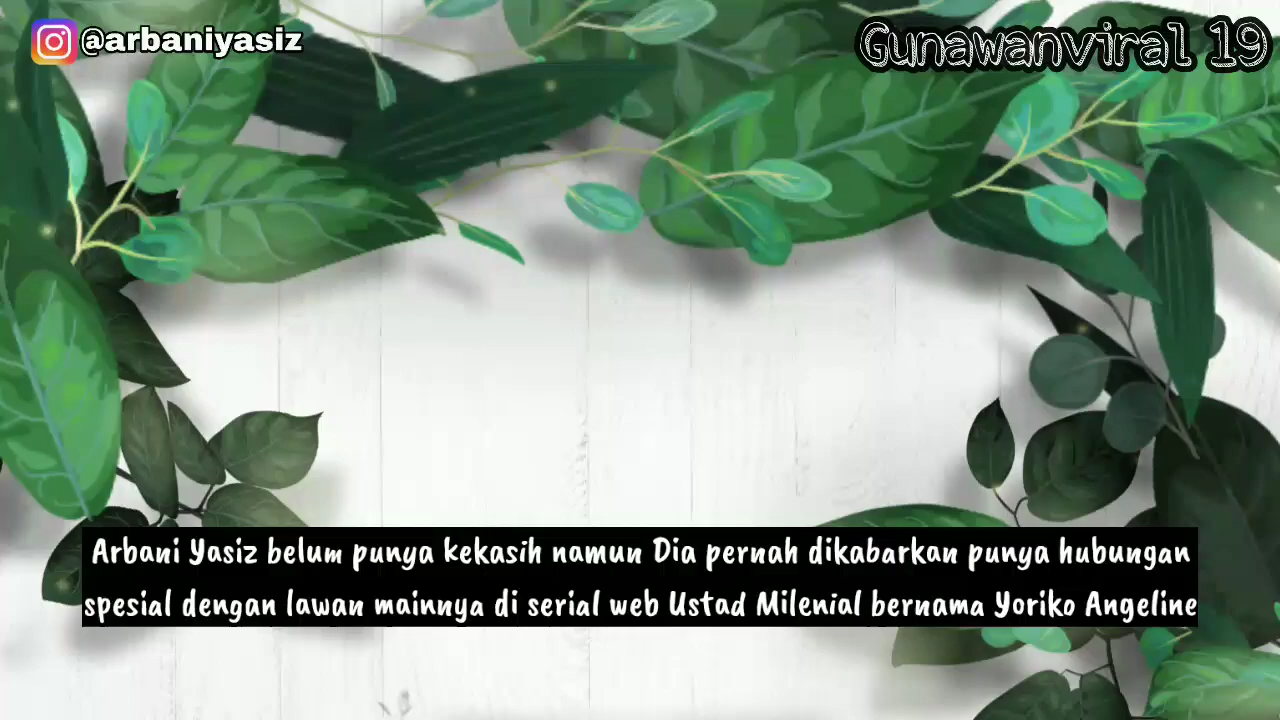 @arbaniyasiz
Gunawanviral 19
Arbani Yasiz belum punya kekasih namun Dia pernah dikabarkan punya hubungan
spesial dengan lawan mainnya di serial web Ustad Milenial bernama Yoriko Angeline